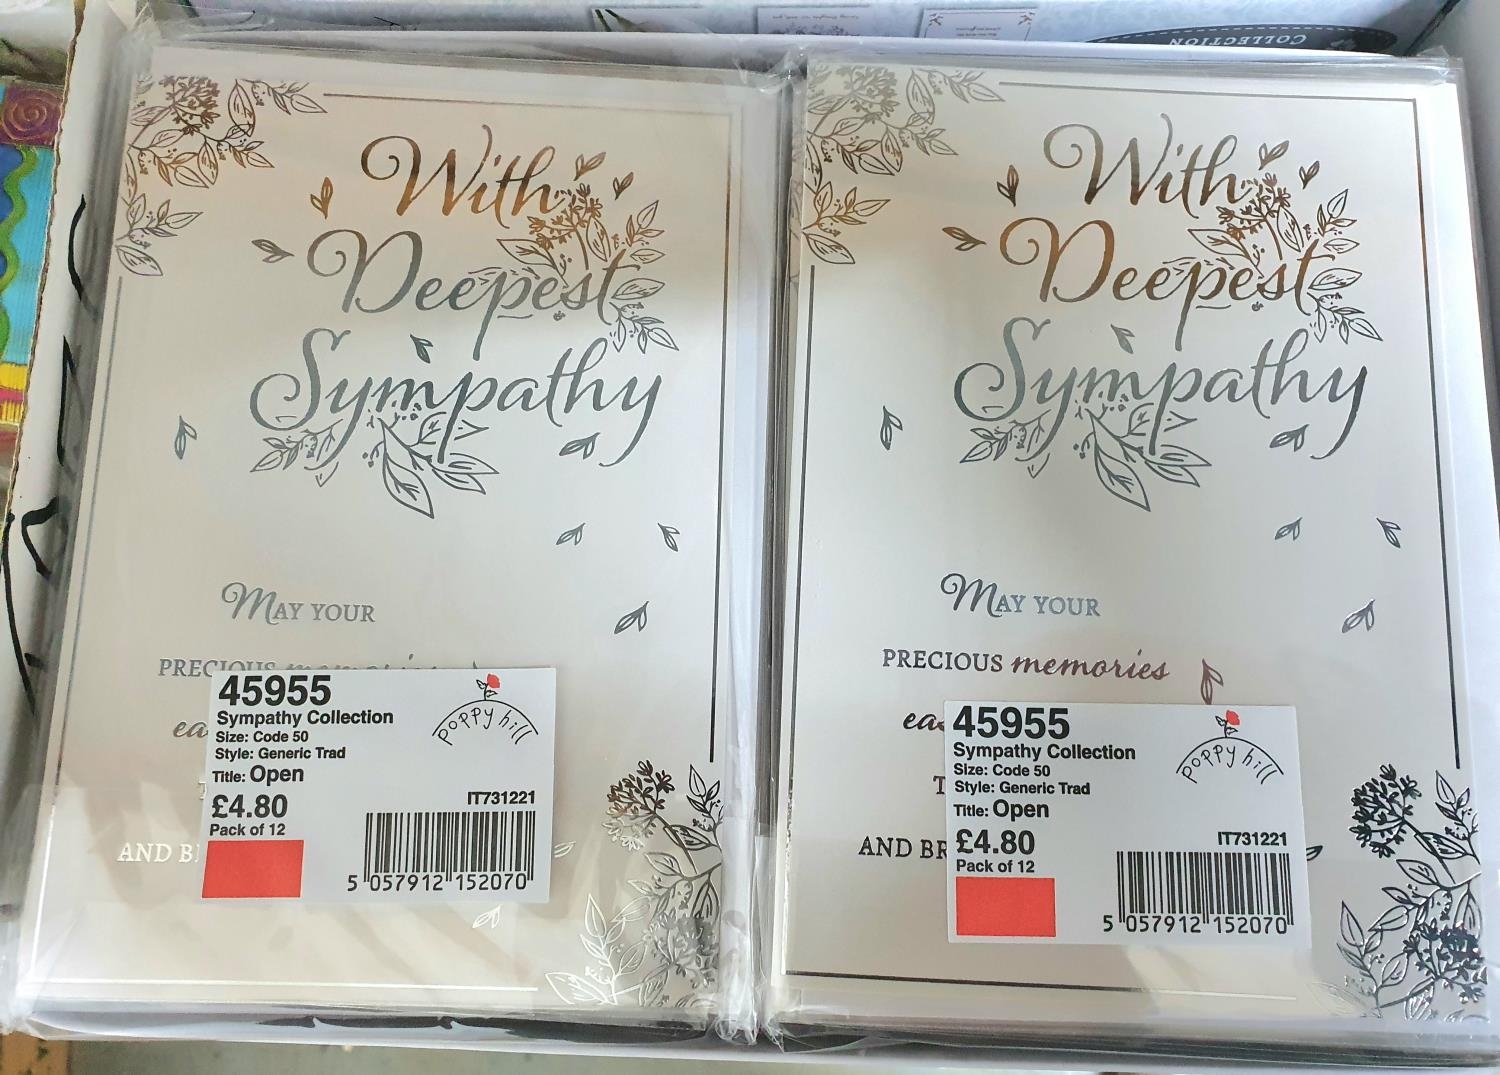 COLLECTION
With
Deepest
Sympathy
MAY YOUR
PRECIOUS memories
AND
45955
Sympathy Collection
Size: Code 50
Style: Generic Trad
Title: Open
£4.80
Pack of 12
poppy hill
IT731221
5 057912 152070
With
Deepest
Sympathy
MAY YOUR
PRECIOUS memories
AND
45955
Sympathy Collection
Size: Code 50
Style: Generic Trad
Title: Open
£4.80
Pack of 12
poppy hill
IT731221
5 057912 152070